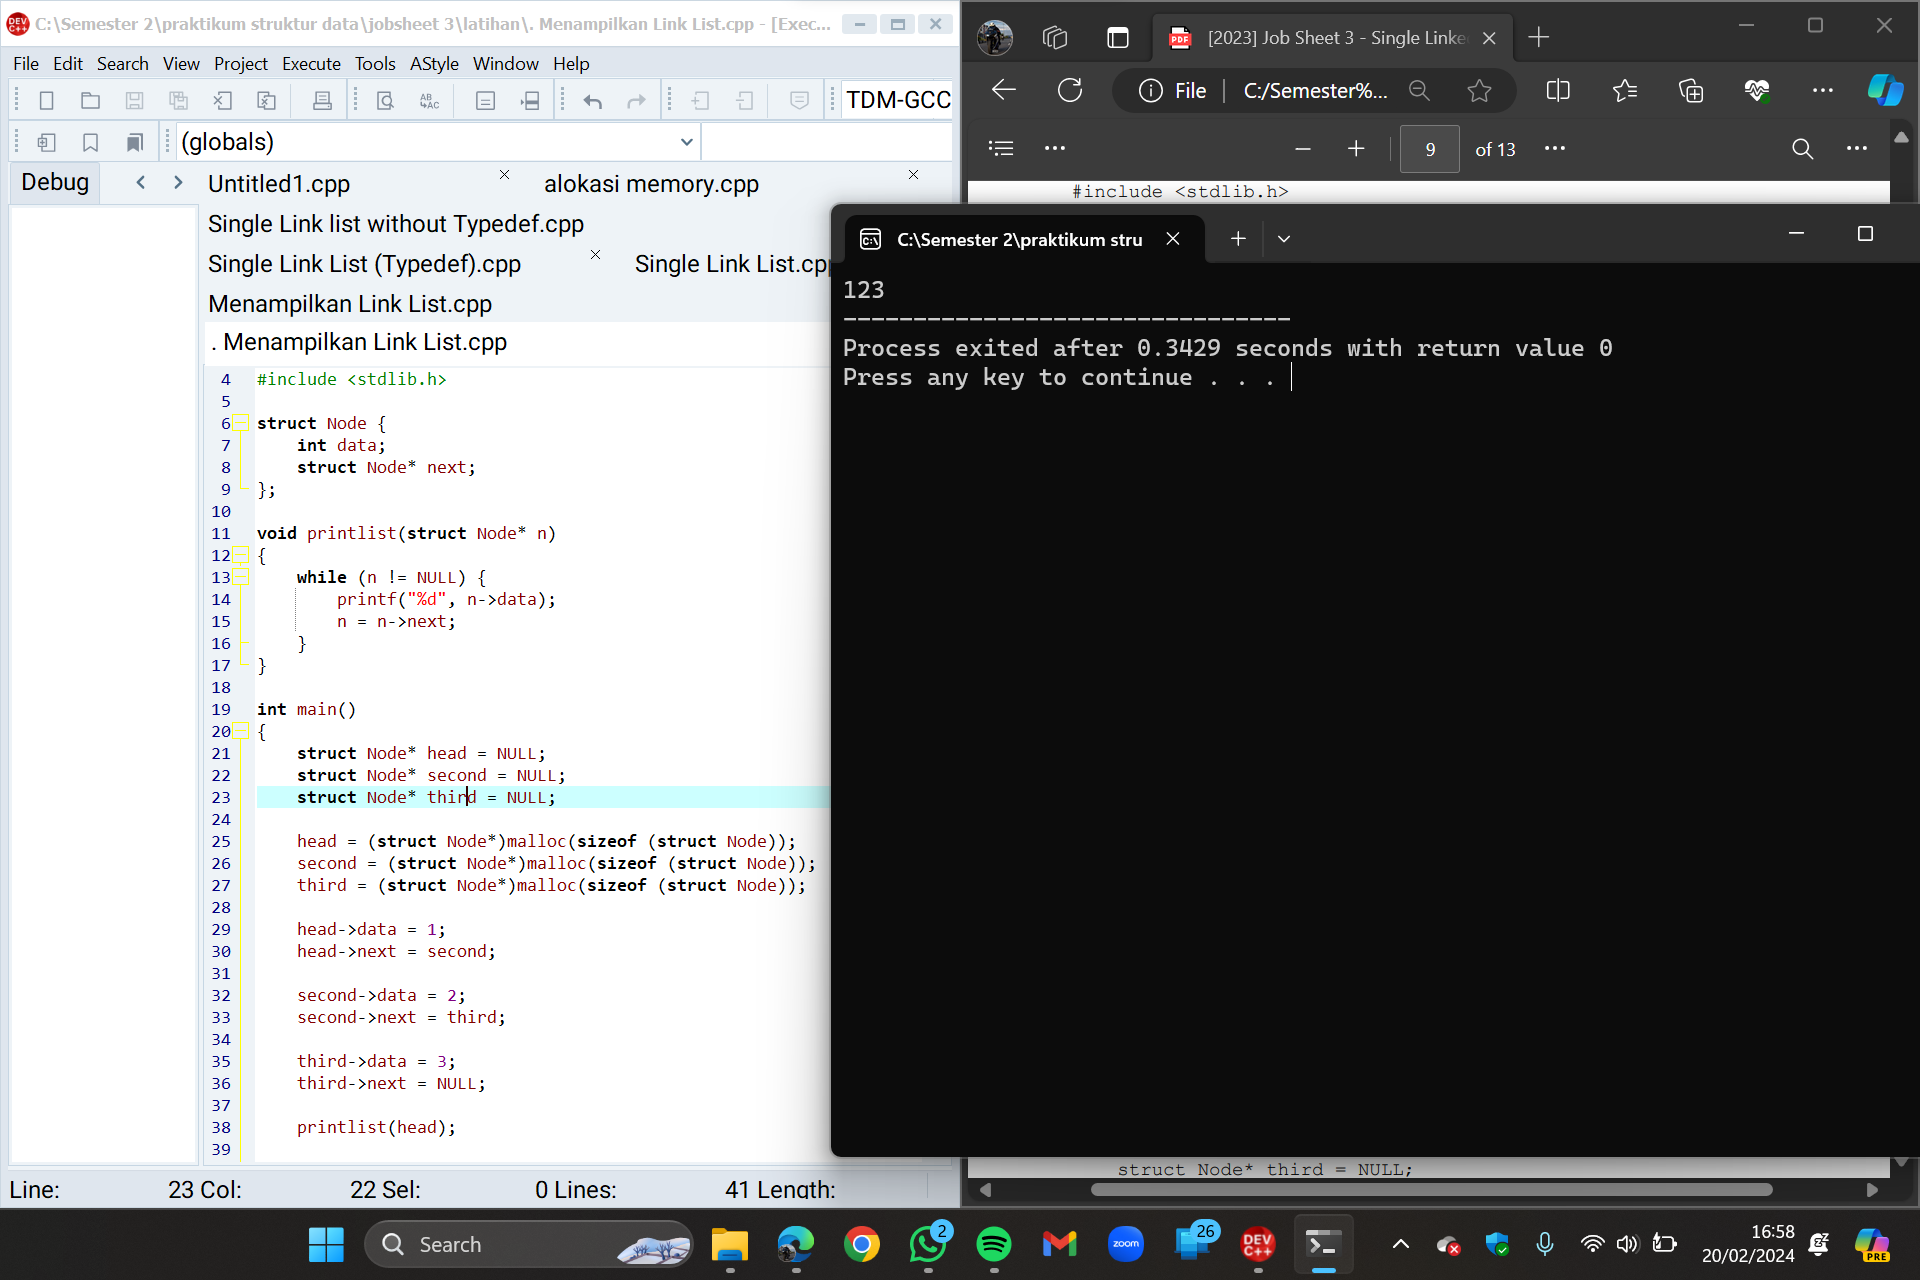 C:\Semester 2\praktikum struktur data\jobsheet 3\latihan\. Menampilkan Link List.cpp - [Exec...
File Edit Search View Project Execute Tools AStyle Window Help
TDM-GCC
(globals)
Debug
Untitled1.cpp
alokasi memory.cpp
Single Link list without Typedef.cpp
Single Link List (Typedef).cpp
Single Link List.cpp
Menampilkan Link List.cpp
. Menampilkan Link List.cpp
4 #include <stdlib.h>
5
6 struct Node {
7 int data;
8 struct Node* next;
9 };
10
11 void printlist(struct Node* n)
12 {
13 while (n != NULL) {
14 printf("%d", n->data);
15 n = n->next;
16 }
17 }
18
19 int main()
20 {
21 struct Node* head = NULL;
22 struct Node* second = NULL;
23 struct Node* third = NULL;
24
25 head = (struct Node*)malloc(sizeof (struct Node));
26 second = (struct Node*)malloc(sizeof (struct Node));
27 third = (struct Node*)malloc(sizeof (struct Node));
28
29 head->data = 1;
30 head->next = second;
31
32 second->data = 2;
33 second->next = third;
34
35 third->data = 3;
36 third->next = NULL;
37
38 printlist(head);
39
Line: 23 Col: 22 Sel: 0 Lines: 41 Length:
[2023] Job Sheet 3 - Single Linke
File
C:/Semester%...
9 of 13
#include <stdlib.h>
C:\Semester 2\praktikum stru
123
--------------------------------
Process exited after 0.3429 seconds with return value 0
Press any key to continue . . .
struct Node* third = NULL;
Search
2
zoom
26
DEV C++
16:58
20/02/2024
PRE